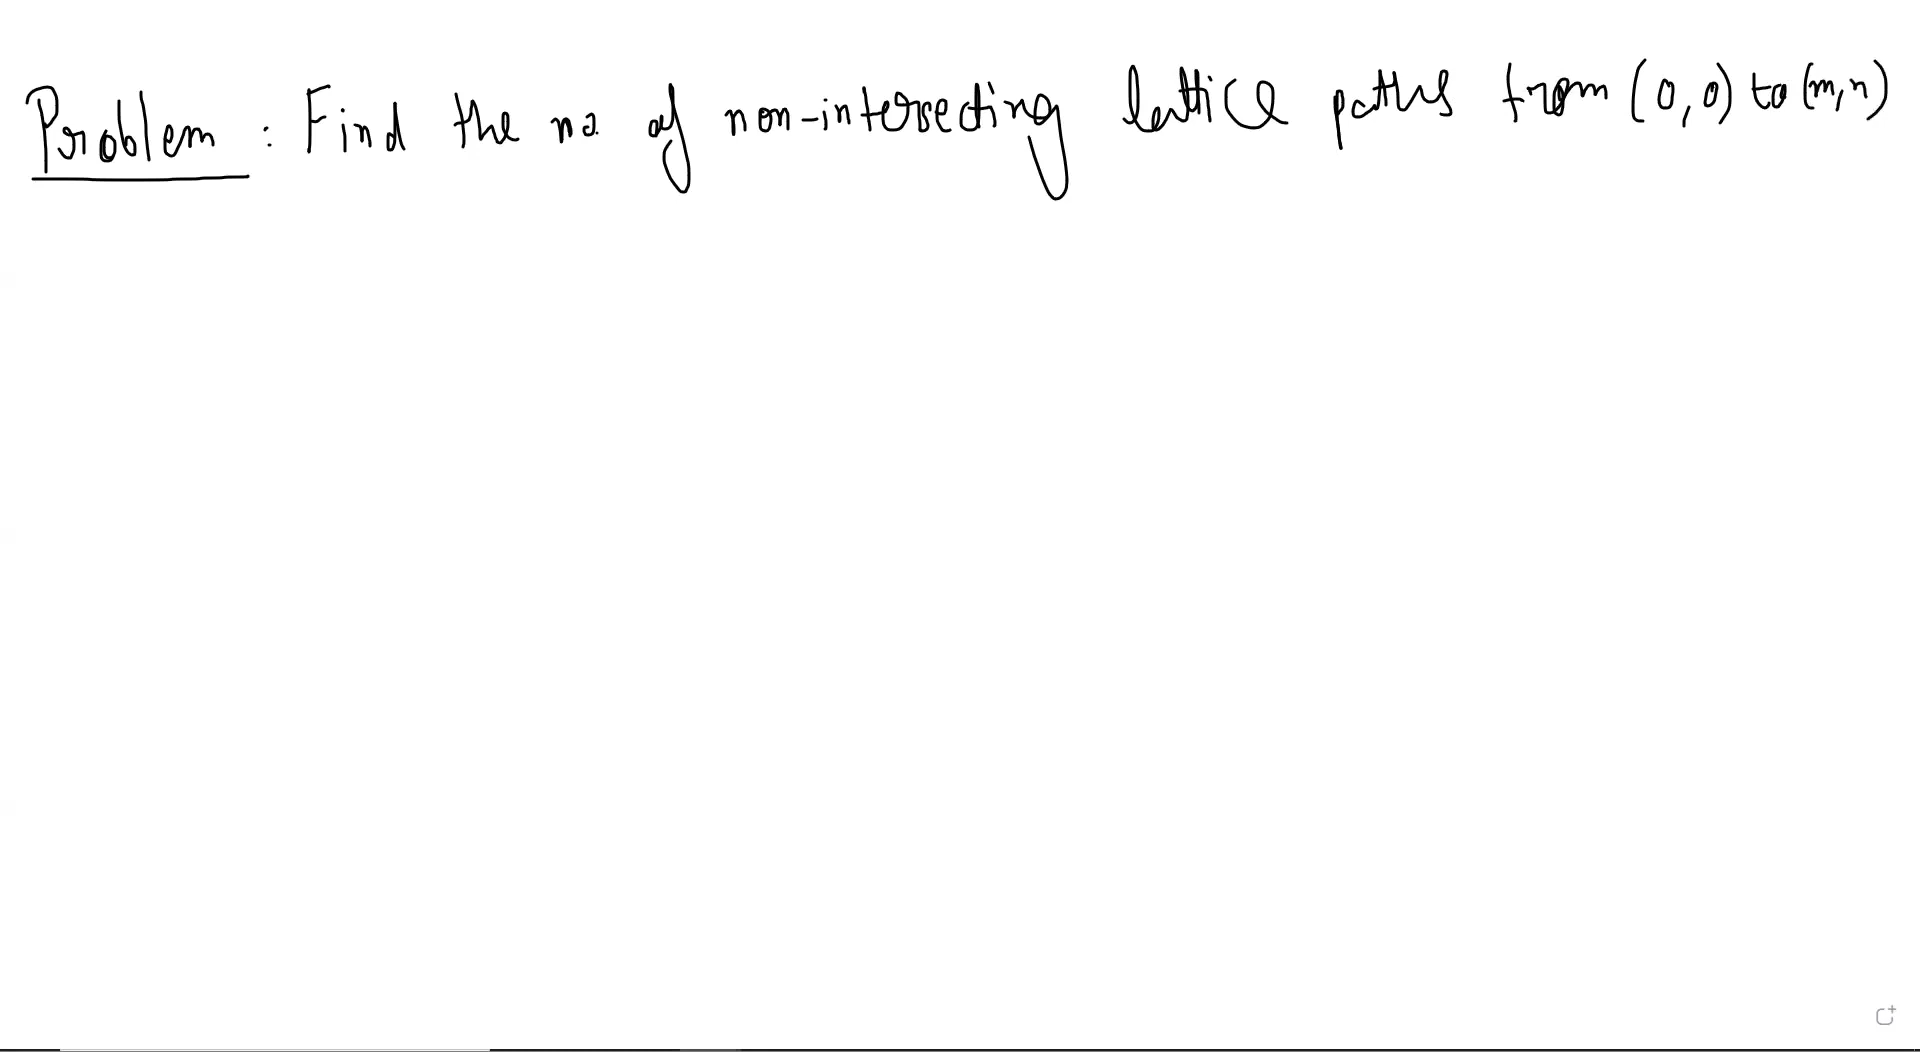 Problem : Find the no. of non-intersecting lattice paths from (0,0) to (m,n)